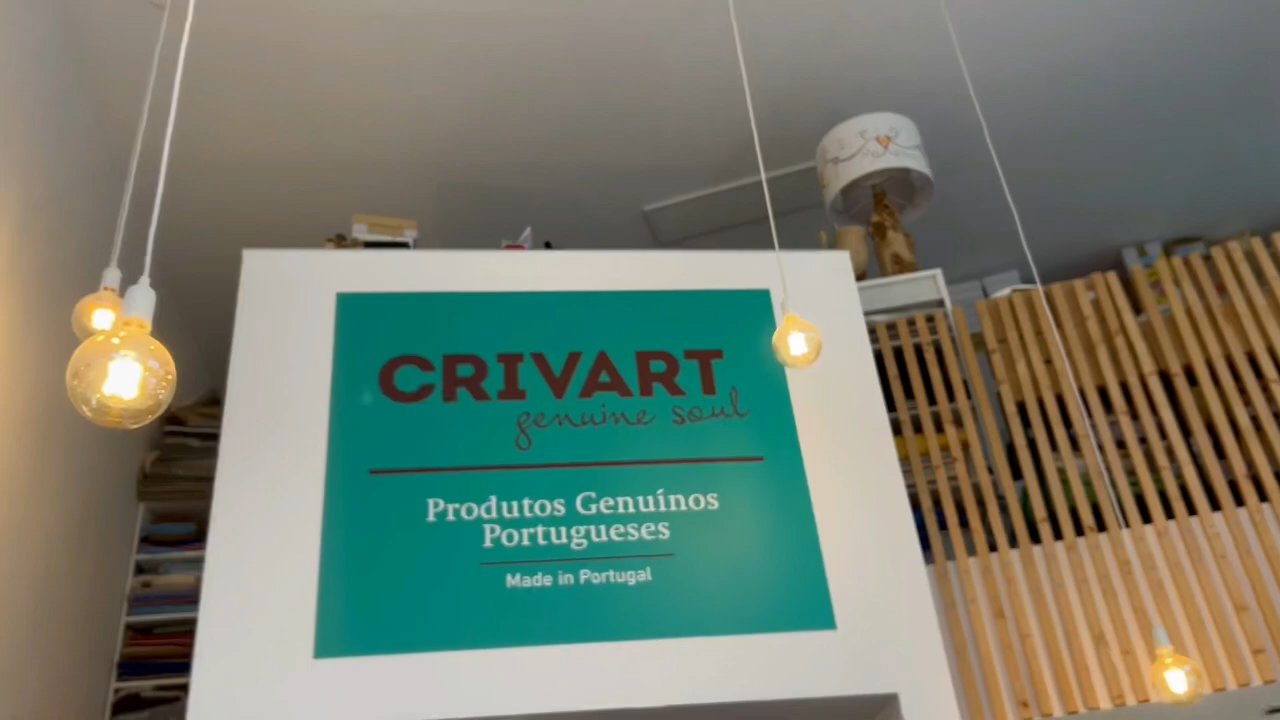 CRIVART
genuine soul
Produtos Genuínos
Portugueses
Made in Portugal